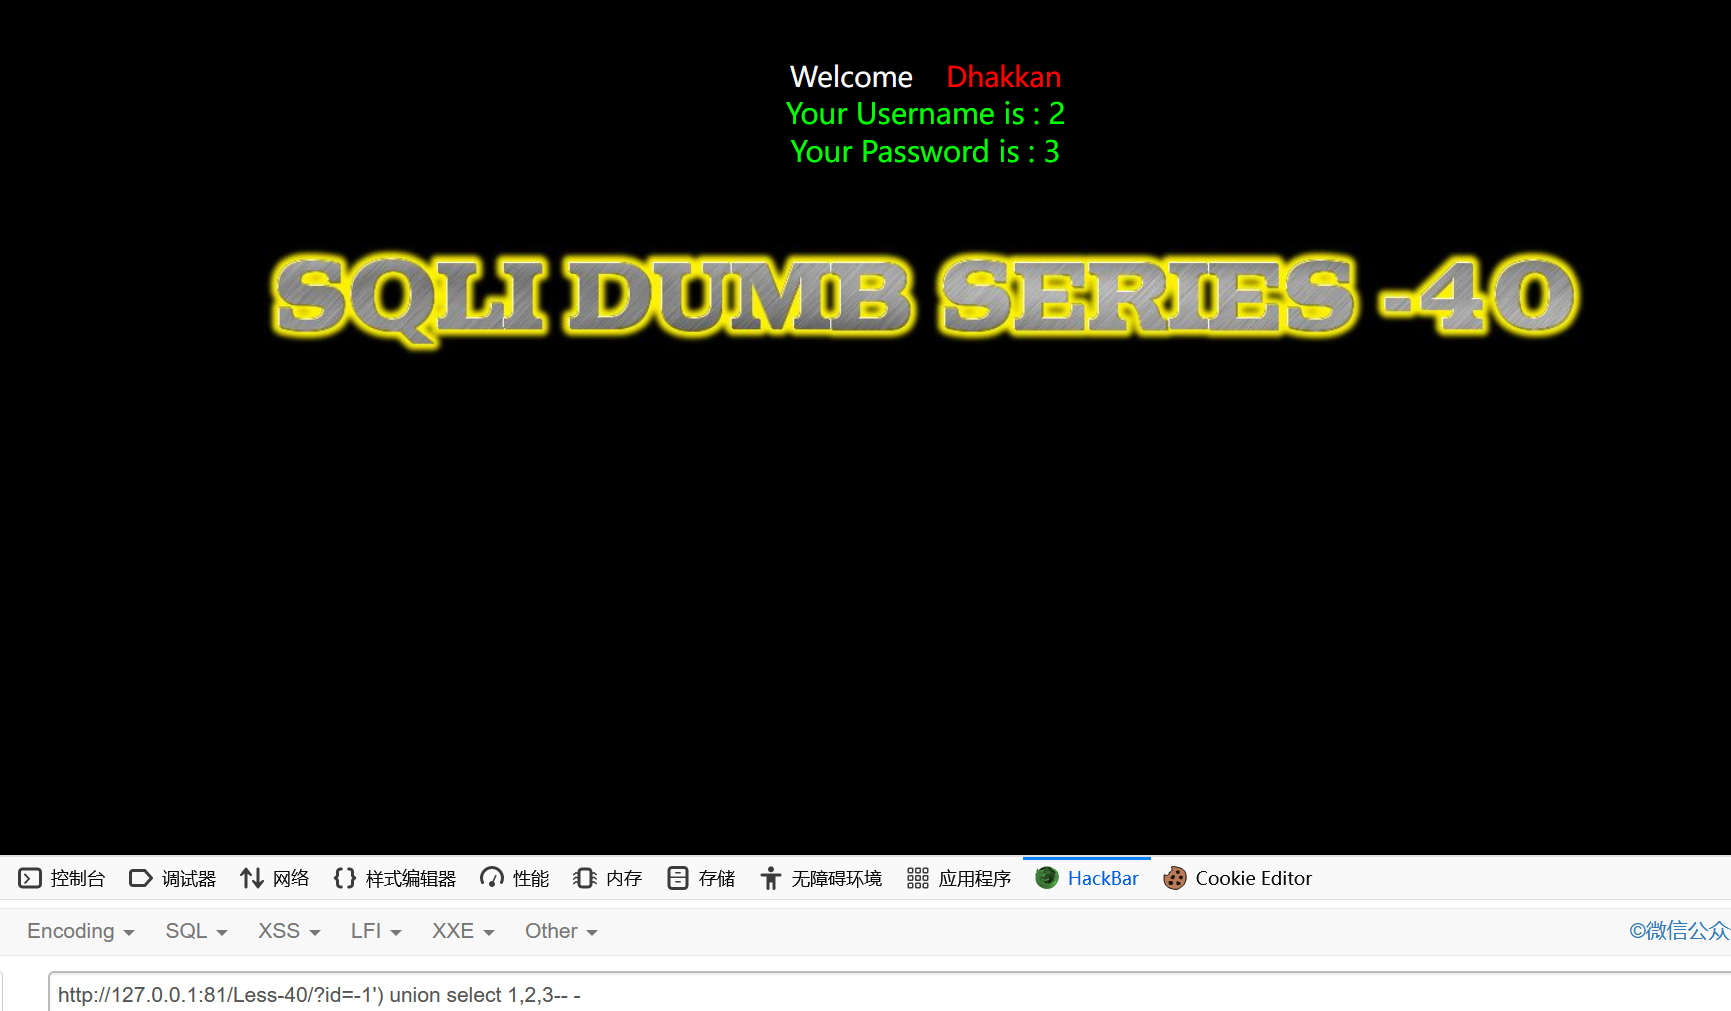 Welcome Dhakkan
Your Username is : 2
Your Password is : 3
SQLI DUMB SERIES -40
控制台 调试器 网络 样式编辑器 性能 内存 存储 无障碍环境 应用程序 HackBar Cookie Editor
Encoding SQL XSS LFI XXE Other ©微信公众
http://127.0.0.1:81/Less-40/?id=-1') union select 1,2,3-- -